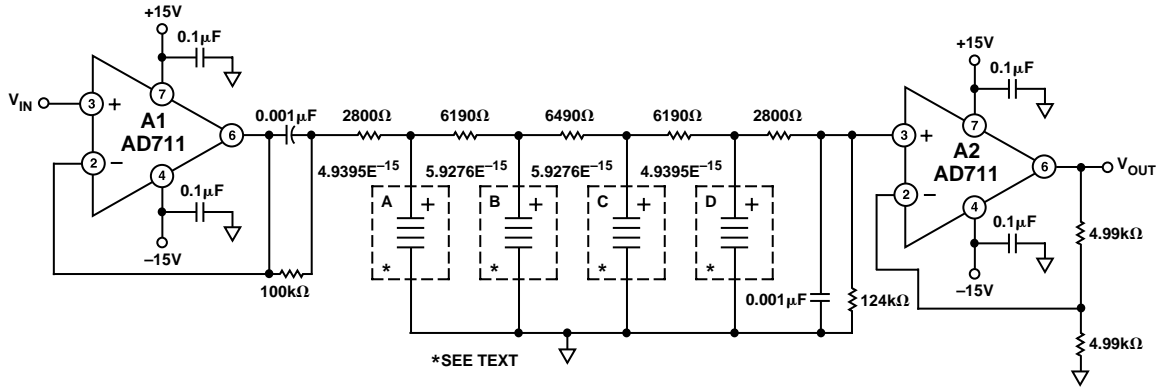 +15V
0.1μF
VIN
3
+
7
A1
AD711
6
2
–
4
0.1μF
–15V
100kΩ
0.001μF
2800Ω
6190Ω
6490Ω
6190Ω
2800Ω
4.9395E–15
5.9276E–15
5.9276E–15
4.9395E–15
A
+
*
B
+
*
C
+
*
D
+
*
0.001μF
124kΩ
*SEE TEXT
+15V
0.1μF
3
+
7
A2
AD711
6
VOUT
2
–
4
0.1μF
–15V
4.99kΩ
4.99kΩ